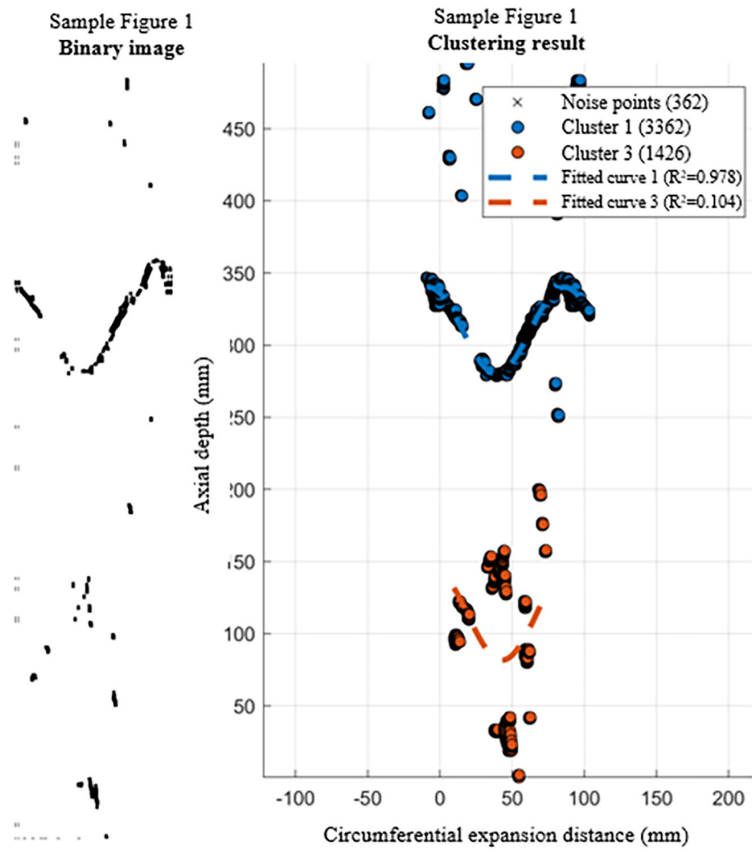 Sample Figure 1
Binary image
Sample Figure 1
Clustering result
Noise points (362)
Cluster 1 (3362)
Cluster 3 (1426)
Fitted curve 1 (R²=0.978)
Fitted curve 3 (R²=0.104)
Axial depth (mm)
450
400
350
300
250
200
150
100
50
-100
0
50
100
150
200
Circumferential expansion distance (mm)